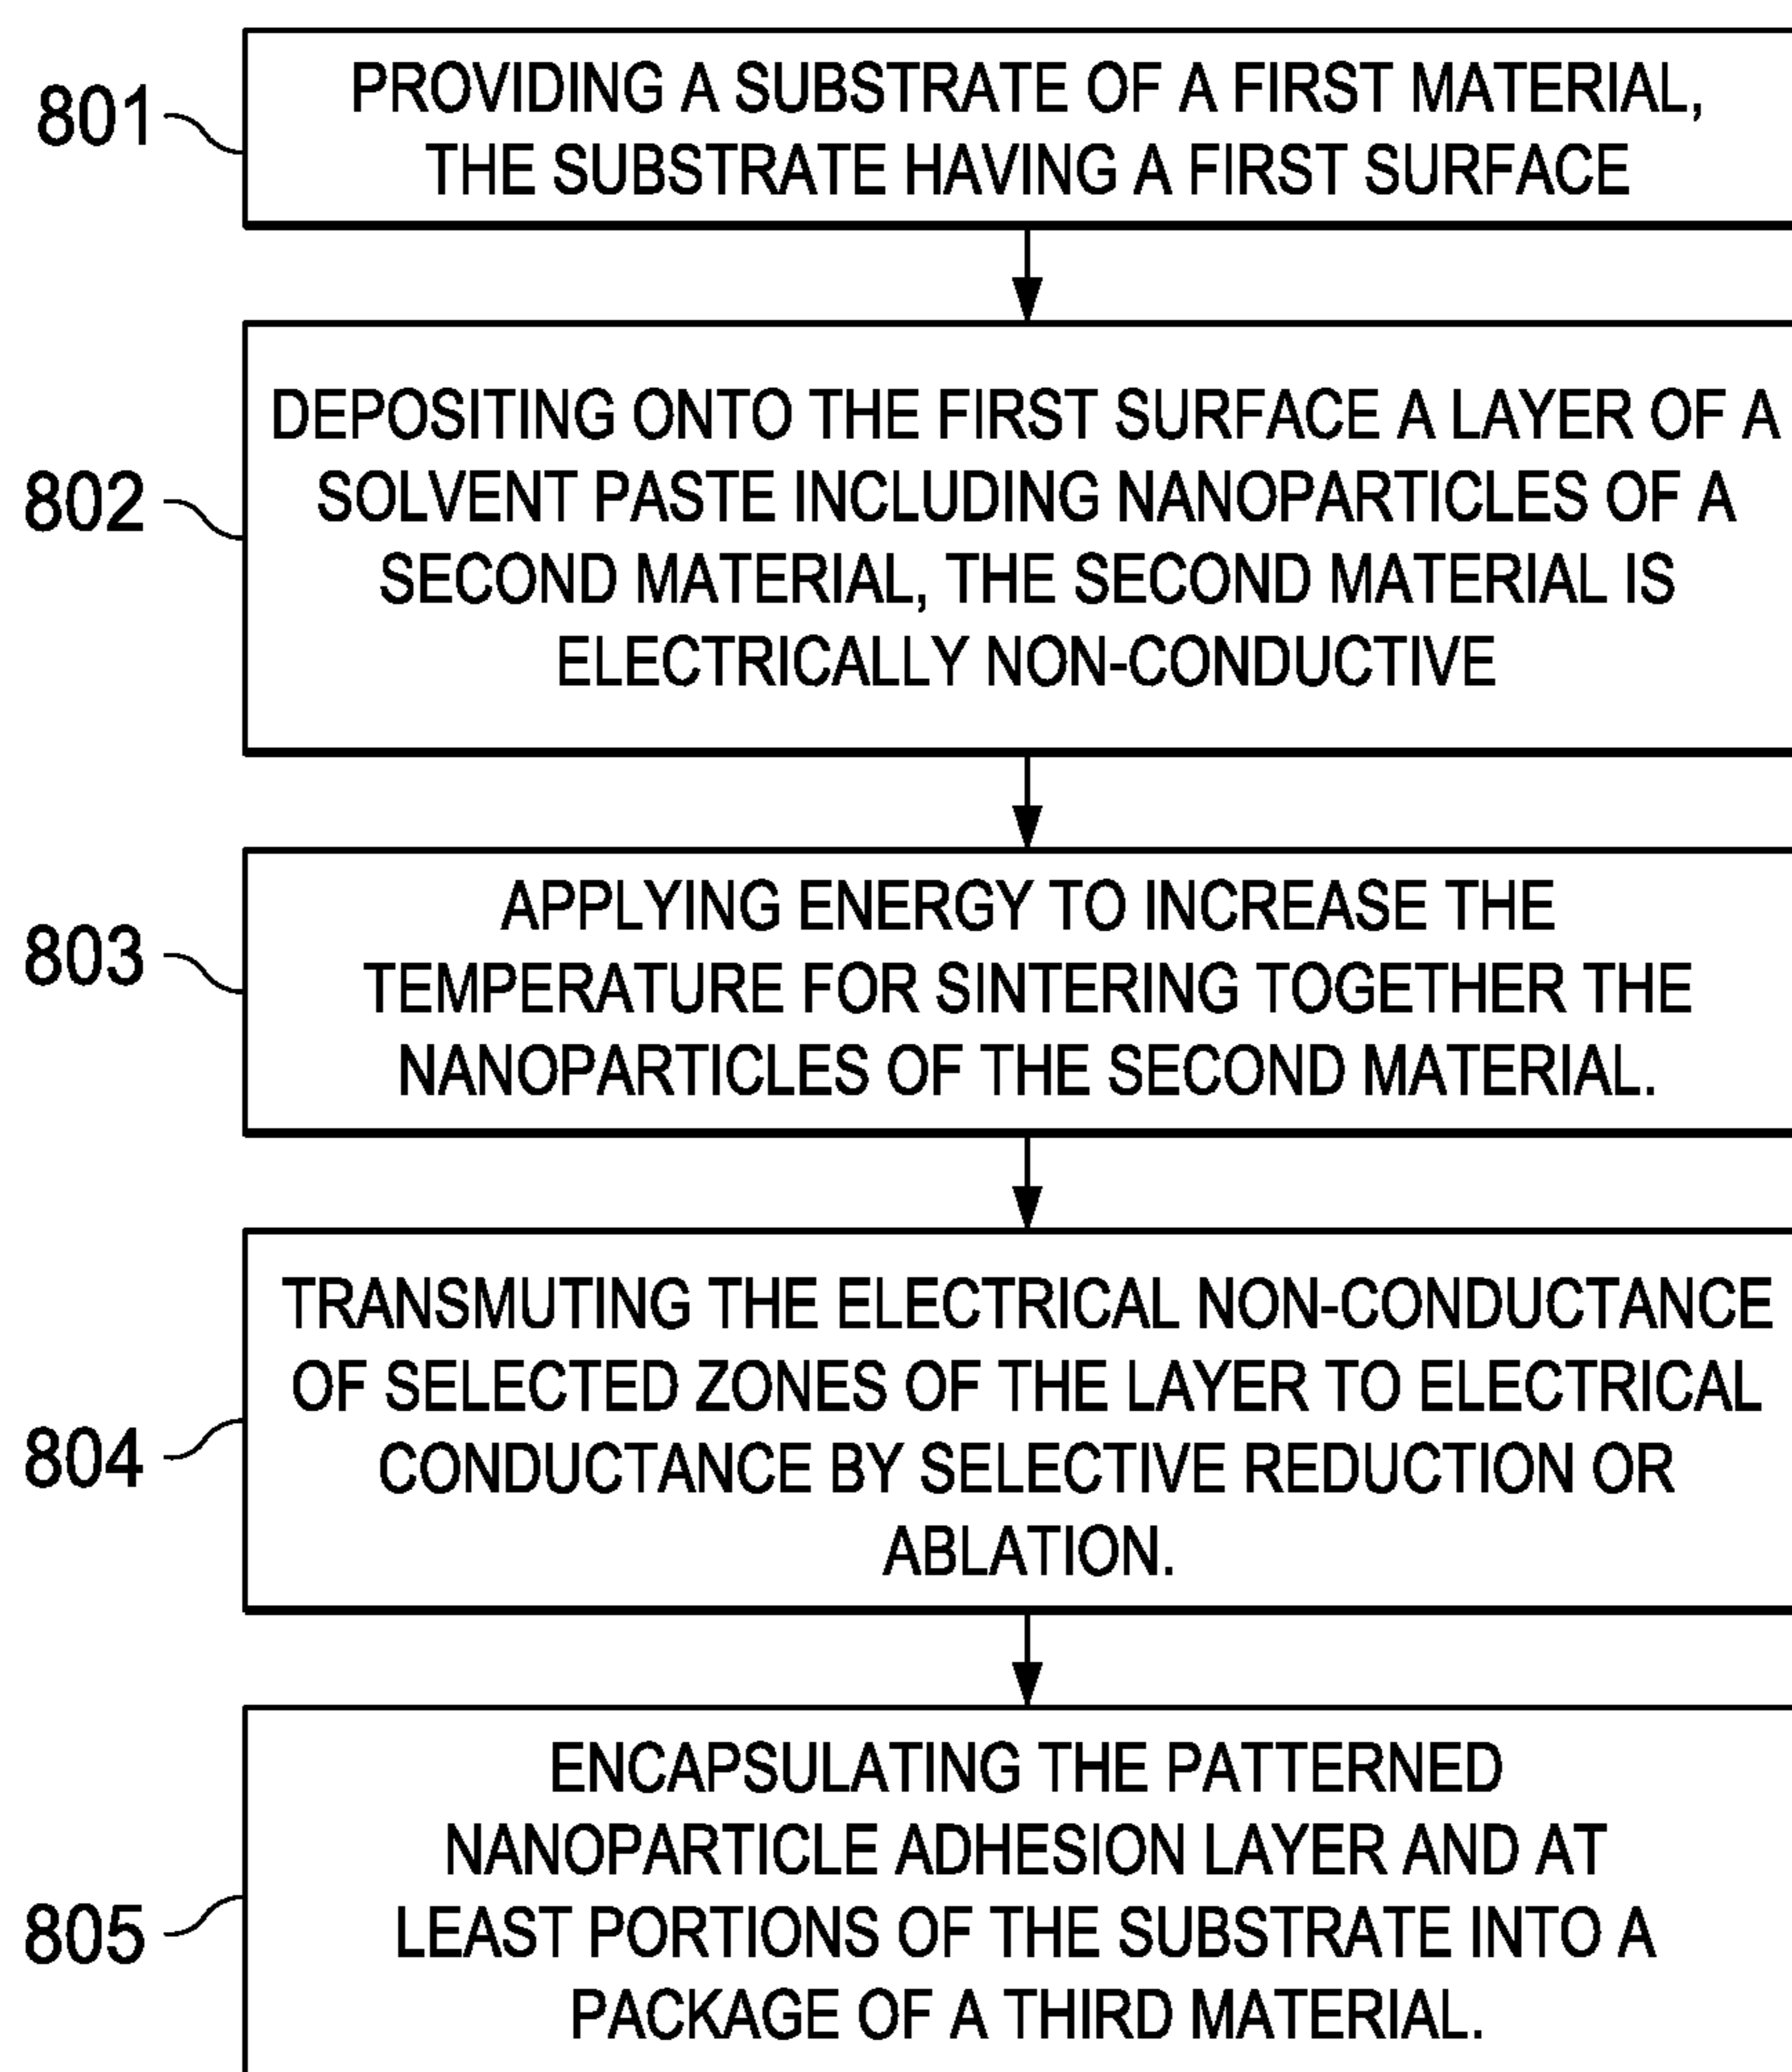 801
PROVIDING A SUBSTRATE OF A FIRST MATERIAL,
THE SUBSTRATE HAVING A FIRST SURFACE
802
DEPOSITING ONTO THE FIRST SURFACE A LAYER OF A
SOLVENT PASTE INCLUDING NANOPARTICLES OF A
SECOND MATERIAL, THE SECOND MATERIAL IS
ELECTRICALLY NON-CONDUCTIVE
803
APPLYING ENERGY TO INCREASE THE
TEMPERATURE FOR SINTERING TOGETHER THE
NANOPARTICLES OF THE SECOND MATERIAL.
804
TRANSMUTING THE ELECTRICAL NON-CONDUCTANCE
OF SELECTED ZONES OF THE LAYER TO ELECTRICAL
CONDUCTANCE BY SELECTIVE REDUCTION OR
ABLATION.
805
ENCAPSULATING THE PATTERNED
NANOPARTICLE ADHESION LAYER AND AT
LEAST PORTIONS OF THE SUBSTRATE INTO A
PACKAGE OF A THIRD MATERIAL.